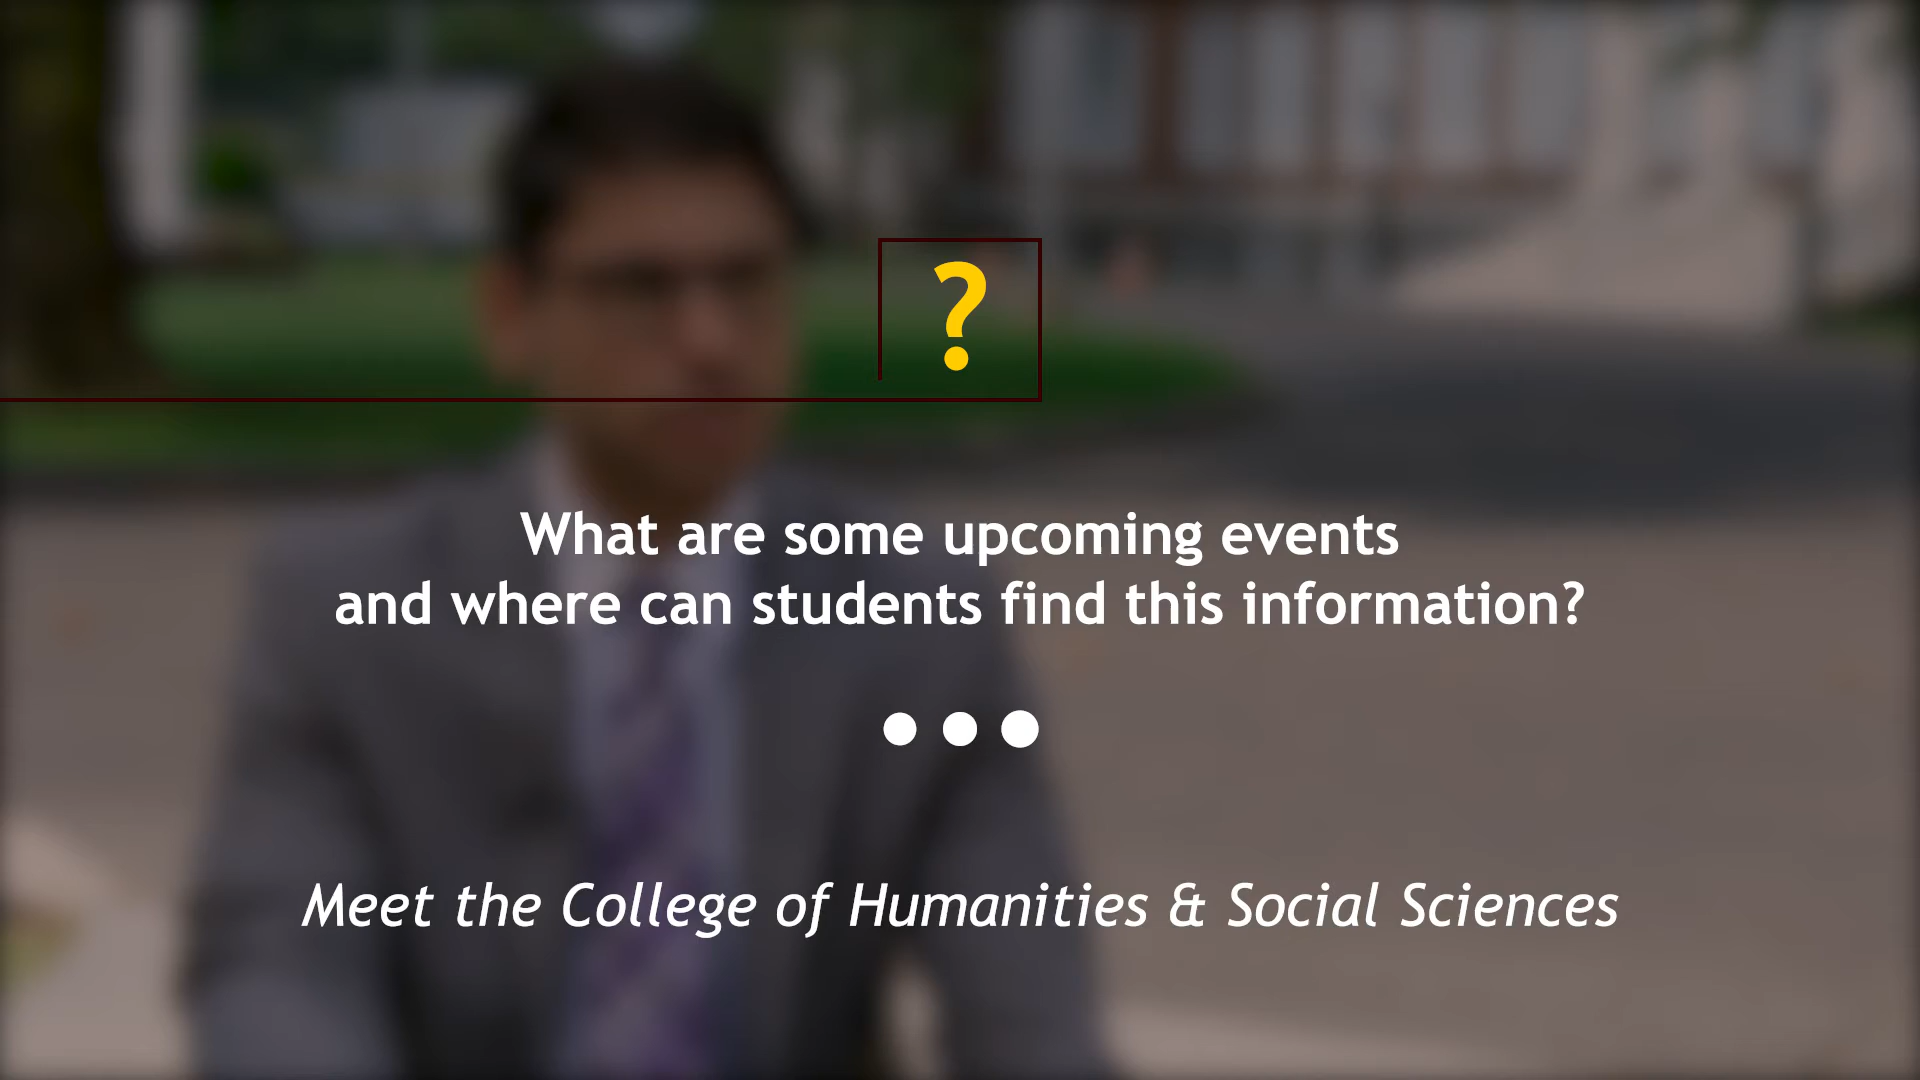 ?
What are some upcoming events
and where can students find this information?
Meet the College of Humanities & Social Sciences